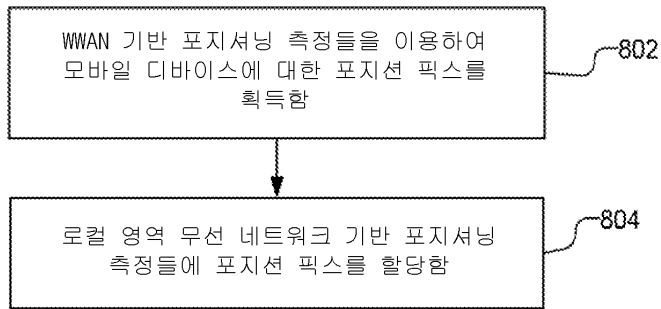 WWAN 기반 포지셔닝 측정들을 이용하여
모바일 디바이스에 대한 포지션 픽스를
획득함
802
로컬 영역 무선 네트워크 기반 포지셔닝
측정들에 포지션 픽스를 할당함
804